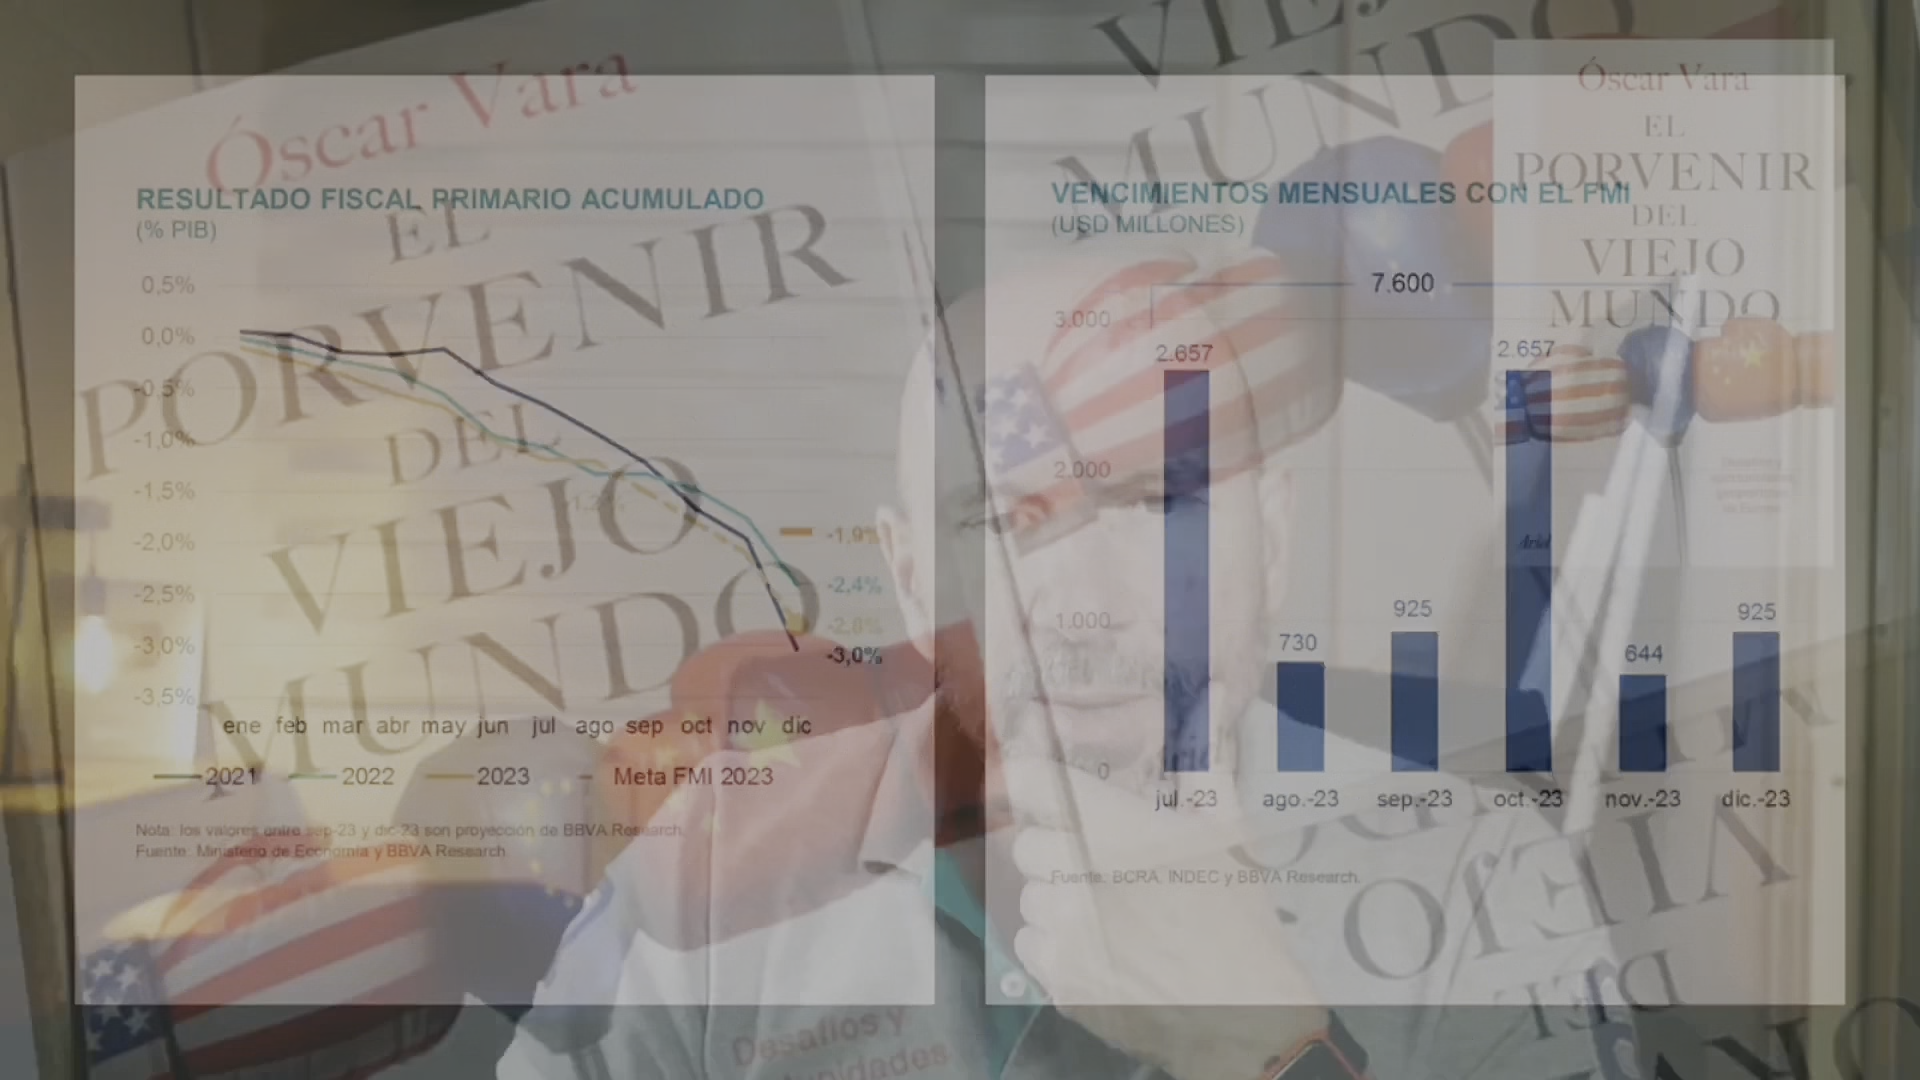 Óscar Vara
EL
PORVENIR
DEL
VIEJO
MUNDO
RESULTADO FISCAL PRIMARIO ACUMULADO
(% PIB)
0,5%
0,0%
-0,5%
-1,0%
-1,5%
-2,0%
-2,5%
-3,0%
-3,5%
-1,9%
-2,4%
-2,8%
-3,0%
ene feb mar abr may jun jul ago sep oct nov dic
2021 2022 2023 Meta FMI 2023
Nota: los valores entre sep-23 y dic-23 son proyección de BBVA Research.
Fuente: Ministerio de Economía y BBVA Research
Desafíos y
VIEJO
MUNDO
VENCIMIENTOS MENSUALES CON EL FMI
(USD MILLONES)
7.600
3.000
2.000
1.000
0
2.657
730
925
2.657
644
925
jul.-23 ago.-23 sep.-23 oct.-23 nov.-23 dic.-23
Fuente: BCRA, INDEC y BBVA Research.
Óscar Vara
EL
PORVENIR
DEL
VIEJO
MUNDO
Ariel
VIEJO
DEL